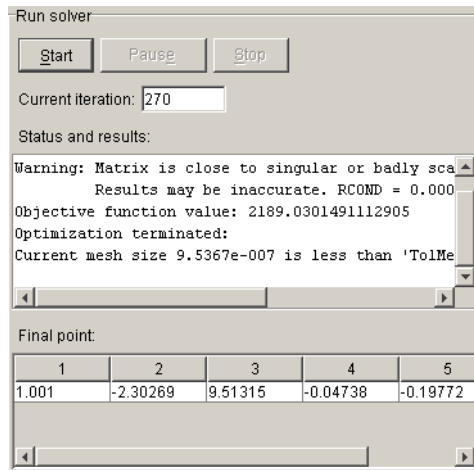 Run solver
Start Pause Stop
Current iteration: 270
Status and results:
Warning: Matrix is close to singular or badly sca
Results may be inaccurate. RCOND = 0.000
Objective function value: 2189.0301491112905
Optimization terminated:
Current mesh size 9.5367e-007 is less than 'TolMe
Final point:
1 2 3 4 5
1.001 -2.30269 9.51315 -0.04738 -0.19772